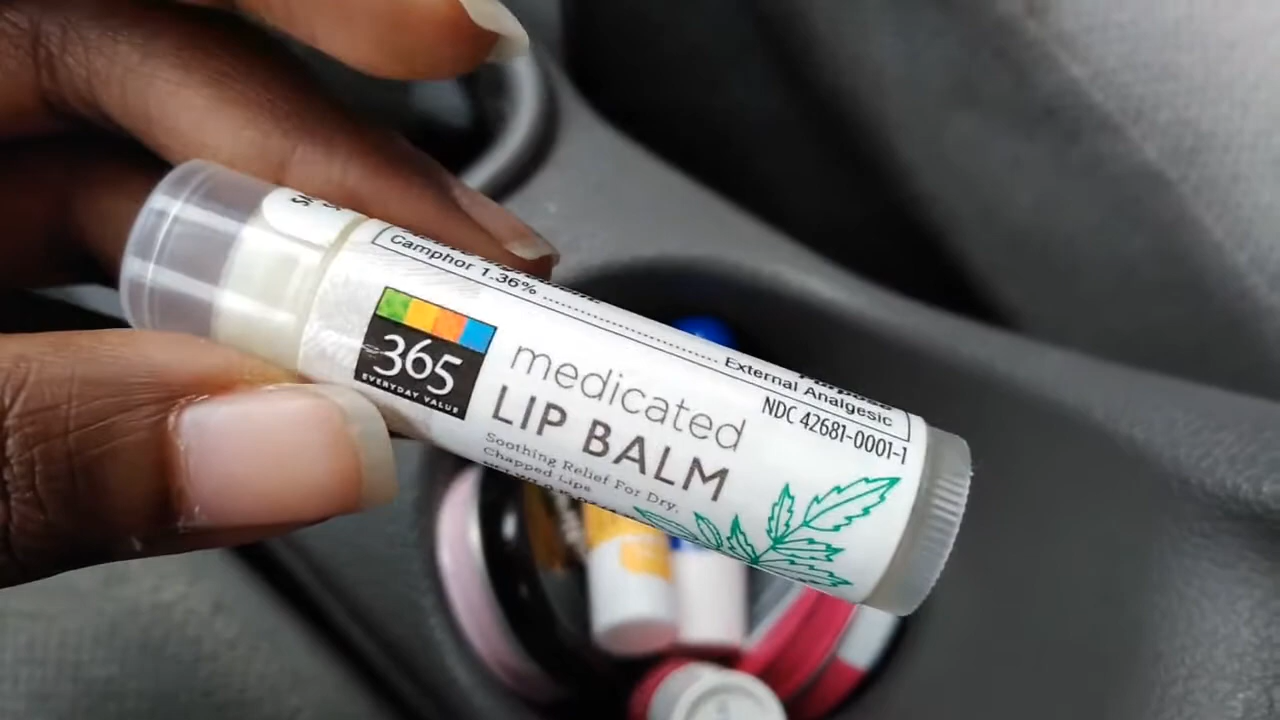 Camphor 1.36% ............................ External Analgesic
NDC 42681-0001-1
365
EVERYDAY VALUE
medicated
LIP BALM
Soothing Relief For Dry,
Chapped Lips